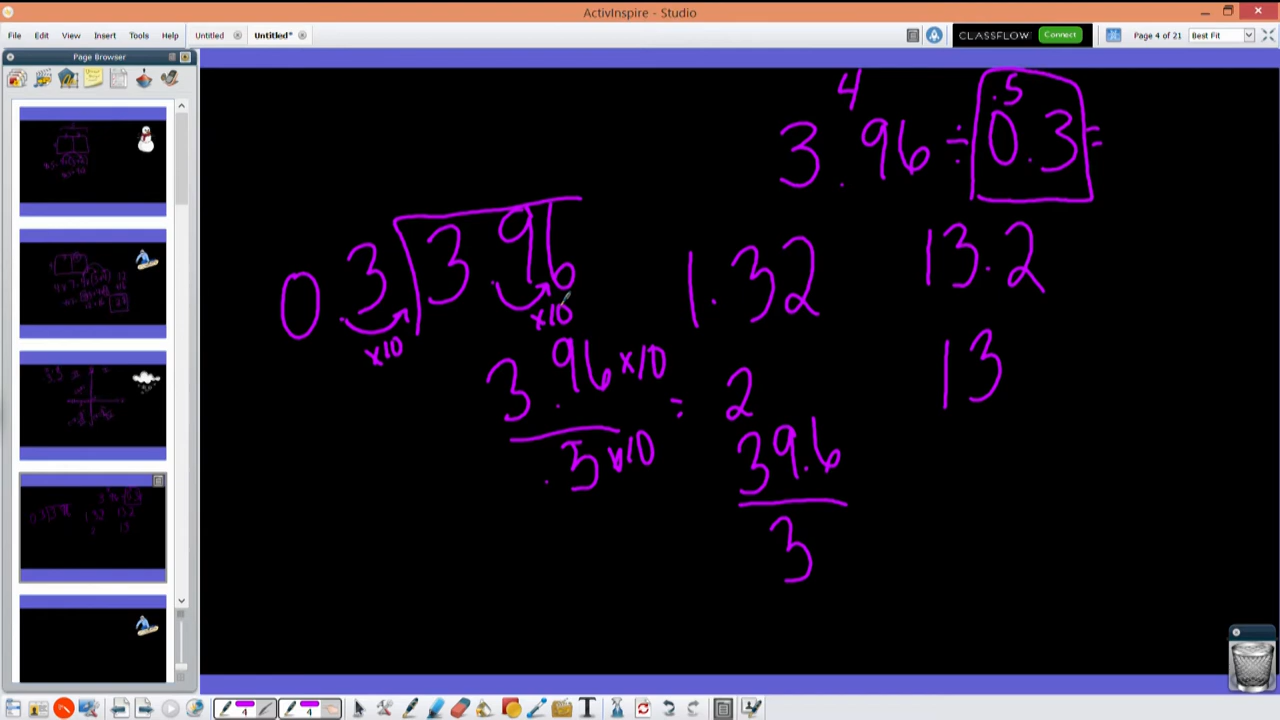 ActivInspire - Studio
File Edit View Insert Tools Help Untitled Untitled* CLASSFLOW Connect Page 4 of 21 Best Fit
Page Browser
4 .5
3.96 ÷ 0.3 =
0.3 3.96
x10 x10
1.32 13.2
3.96 x10 = 2 13
.3 x10 39.6
3
4 4 T